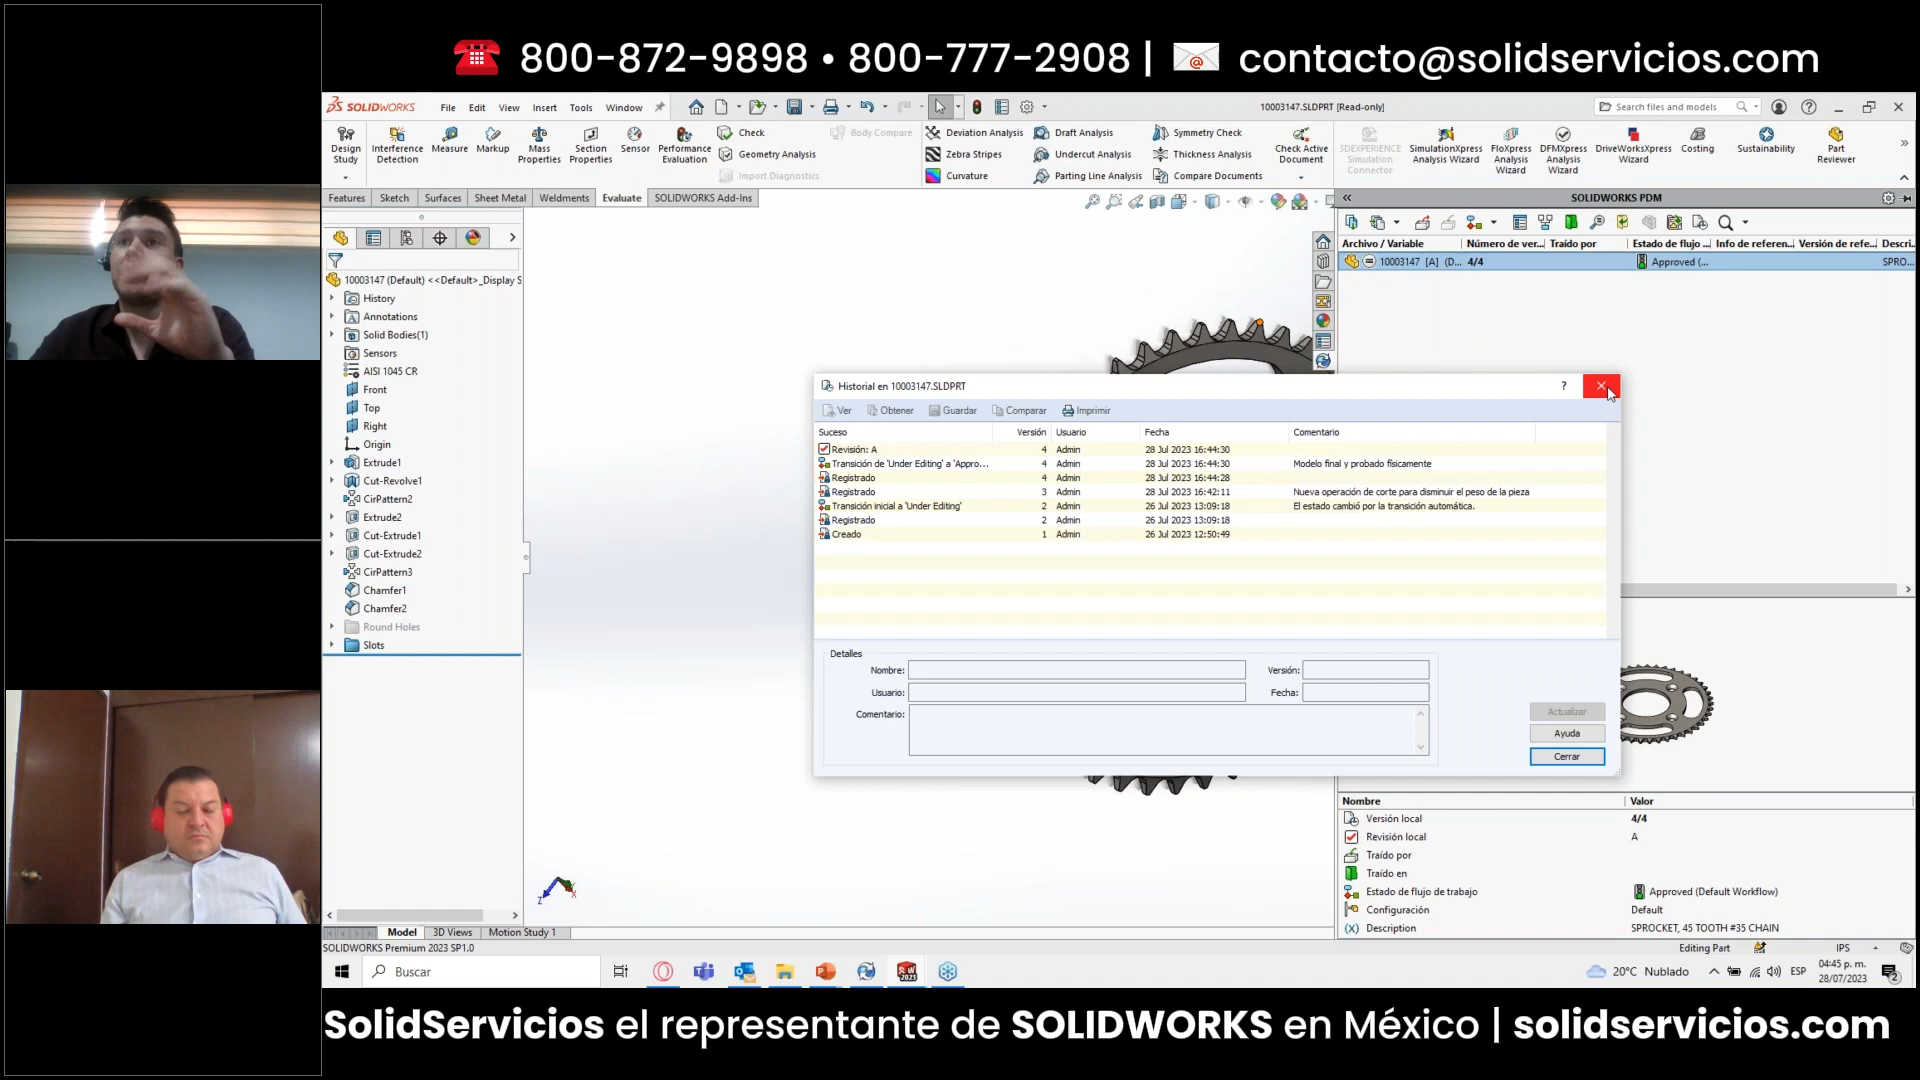 800-872-9898 • 800-777-2908 | contacto@solidservicios.com
SOLIDWORKS File Edit View Insert Tools Window
10003147.SLDPRT [Read-only]
Search files and models
Design Study
Interference Detection
Measure
Markup
Mass Properties
Section Properties
Sensor
Performance Evaluation
Check
Geometry Analysis
Import Diagnostics
Body Compare
Deviation Analysis
Zebra Stripes
Curvature
Draft Analysis
Undercut Analysis
Parting Line Analysis
Symmetry Check
Thickness Analysis
Compare Documents
Check Active Document
3DEXPERIENCE Simulation Connector
SimulationXpress Analysis Wizard
FloXpress Analysis Wizard
DFMXpress Analysis Wizard
DriveWorksXpress Wizard
Costing
Sustainability
Part Reviewer
Features Sketch Surfaces Sheet Metal Weldments Evaluate SOLIDWORKS Add-Ins
10003147 (Default) <<Default>_Display S
History
Annotations
Solid Bodies(1)
Sensors
AISI 1045 CR
Front
Top
Right
Origin
Extrude1
Cut-Revolve1
CirPattern2
Extrude2
Cut-Extrude1
Cut-Extrude2
CirPattern3
Chamfer1
Chamfer2
Round Holes
Slots
SOLIDWORKS PDM
Archivo / Variable Número de ver... Traído por Estado de flujo ... Info de referen... Versión de refe... Descri...
10003147 [A] (D... 4/4 Approved (... SPRO...
Historial en 10003147.SLDPRT ?
Ver Obtener Guardar Comparar Imprimir
Suceso Versión Usuario Fecha Comentario
Revisión: A 4 Admin 28 Jul 2023 16:44:30
Transición de 'Under Editing' a 'Appro... 4 Admin 28 Jul 2023 16:44:30 Modelo final y probado físicamente
Registrado 4 Admin 28 Jul 2023 16:44:28
Registrado 3 Admin 28 Jul 2023 16:42:11 Nueva operación de corte para disminuir el peso de la pieza
Transición inicial a 'Under Editing' 2 Admin 26 Jul 2023 13:09:18 El estado cambió por la transición automática.
Registrado 2 Admin 26 Jul 2023 13:09:18
Creado 1 Admin 26 Jul 2023 12:50:49
Detalles
Nombre: Versión:
Usuario: Fecha:
Comentario:
Actualizar
Ayuda
Cerrar
Nombre Valor
Versión local 4/4
Revisión local A
Traído por
Traído en
Estado de flujo de trabajo Approved (Default Workflow)
Configuración Default
Description SPROCKET, 45 TOOTH #35 CHAIN
Z X
Model 3D Views Motion Study 1
SOLIDWORKS Premium 2023 SP1.0 Editing Part IPS
Buscar
20°C Nublado ESP
04:45 p. m.
28/07/2023
2
SolidServicios el representante de SOLIDWORKS en México | solidservicios.com